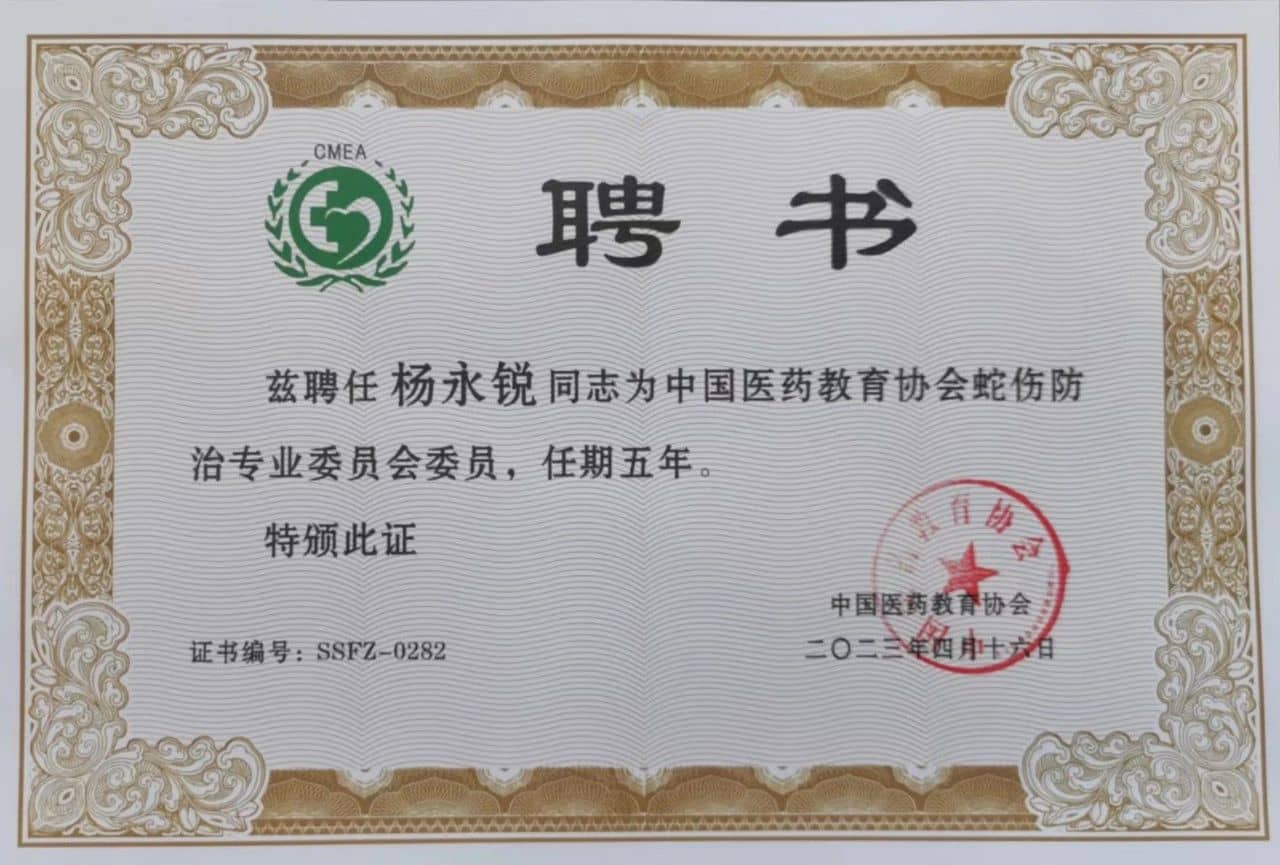 CMEA
聘书
兹聘任 杨永锐 同志为中国医药教育协会蛇伤防
治专业委员会委员，任期五年。
特颁此证
中国医药教育协会
证书编号：SSFZ-0282
二〇二三年四月十六日